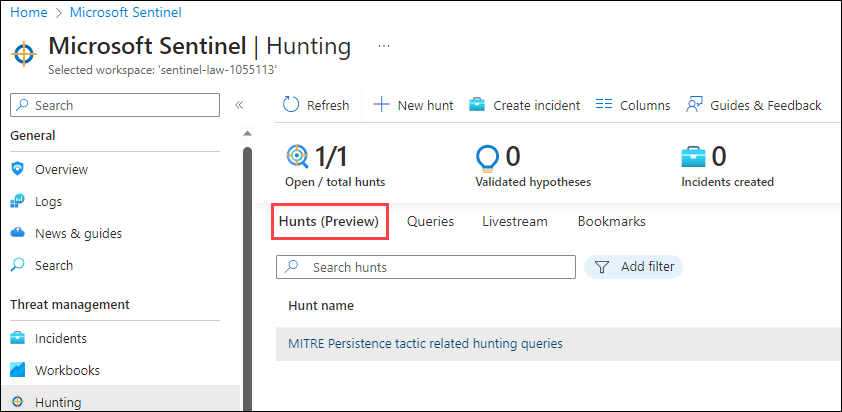 Home > Microsoft Sentinel
Microsoft Sentinel | Hunting ...
Selected workspace: 'sentinel-law-1055113'
Search «
General
Overview
Logs
News & guides
Search
Threat management
Incidents
Workbooks
Hunting
Refresh New hunt Create incident Columns Guides & Feedback
1/1 0 0
Open / total hunts Validated hypotheses Incidents created
Hunts (Preview) Queries Livestream Bookmarks
Search hunts Add filter
Hunt name
MITRE Persistence tactic related hunting queries